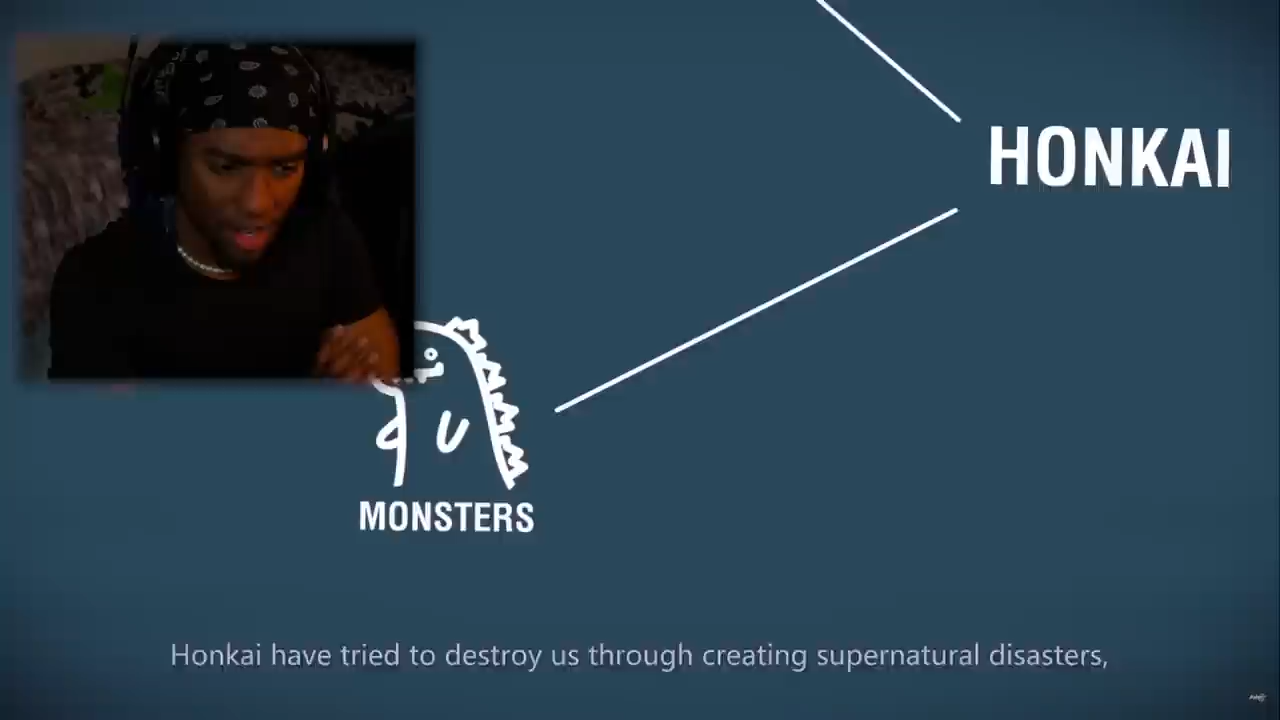 HONKAI
MONSTERS
Honkai have tried to destroy us through creating supernatural disasters,